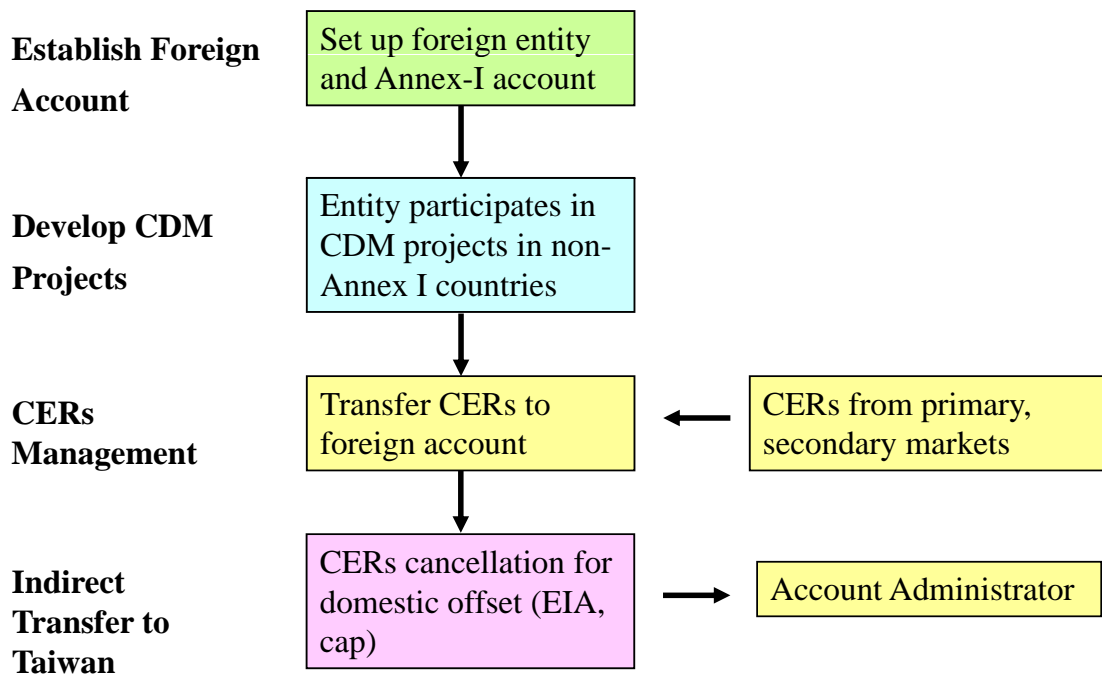 Establish Foreign
Account
Set up foreign entity
and Annex-I account
Develop CDM
Projects
Entity participates in
CDM projects in non-
Annex I countries
CERs
Management
Transfer CERs to
foreign account
CERs from primary,
secondary markets
Indirect
Transfer to
Taiwan
CERs cancellation for
domestic offset (EIA,
cap)
Account Administrator